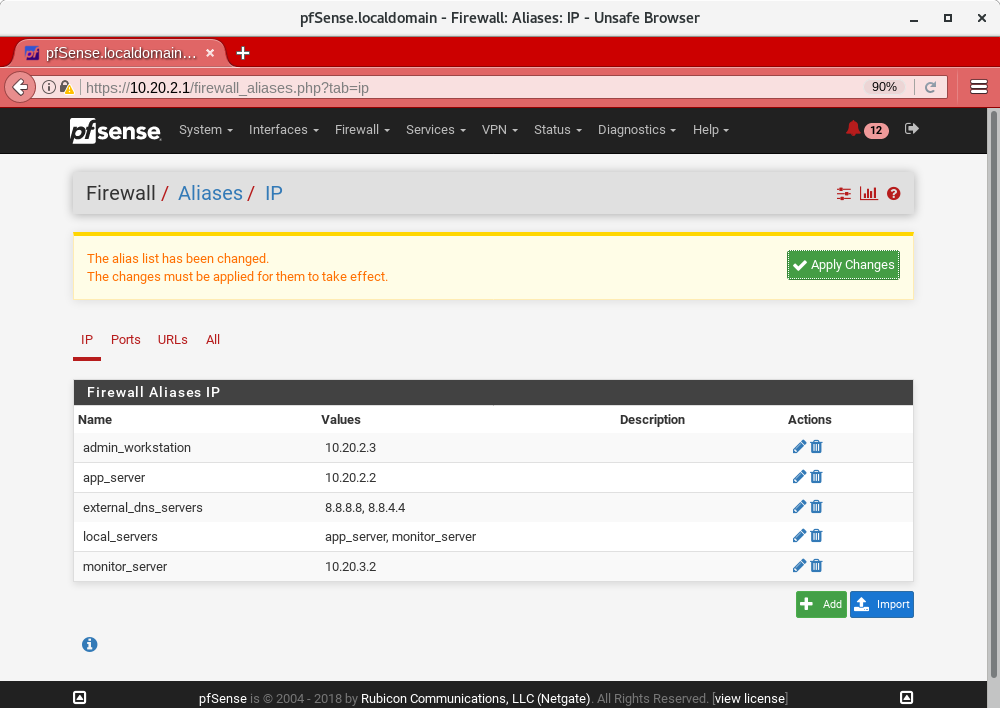 pfSense.localdomain - Firewall: Aliases: IP - Unsafe Browser
pfSense.localdomain...
https://10.20.2.1/firewall_aliases.php?tab=ip 90%
pfsense System Interfaces Firewall Services VPN Status Diagnostics Help 12
Firewall / Aliases / IP
The alias list has been changed.
The changes must be applied for them to take effect.
Apply Changes
IP Ports URLs All
Firewall Aliases IP
Name Values Description Actions
admin_workstation 10.20.2.3
app_server 10.20.2.2
external_dns_servers 8.8.8.8, 8.8.4.4
local_servers app_server, monitor_server
monitor_server 10.20.3.2
Add Import
pfSense is © 2004 - 2018 by Rubicon Communications, LLC (Netgate). All Rights Reserved. [view license]